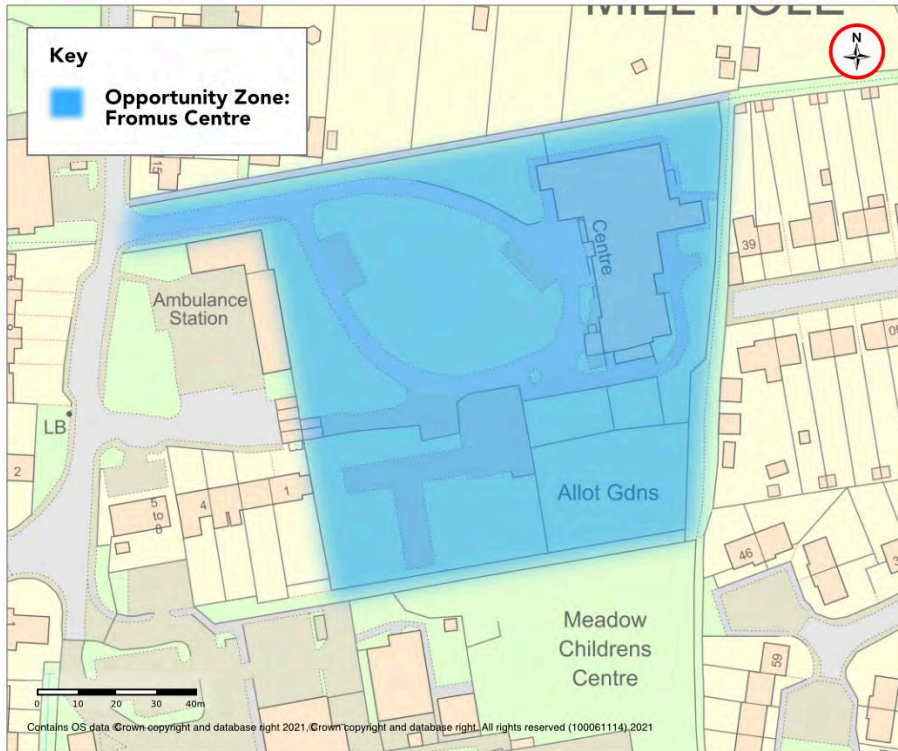 MILL HOLE
Key
Opportunity Zone:
Fromus Centre
N
15
Centre
39
Ambulance
Station
LB
2
5
to
8
4
1
Allot Gdns
46
59
Meadow
Childrens
Centre
0 10 20 30 40m
Contains OS data © Crown copyright and database right 2021, © Crown copyright and database right. All rights reserved (100061114) 2021